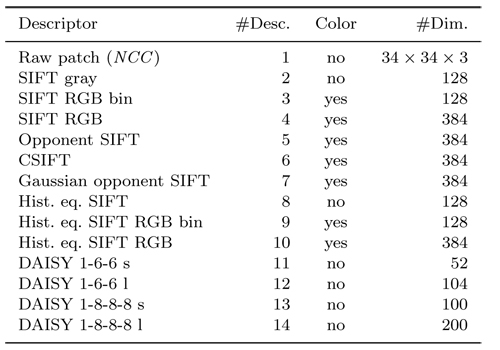 Descriptor #Desc. Color #Dim.
Raw patch (NCC) 1 no 34 × 34 × 3
SIFT gray 2 no 128
SIFT RGB bin 3 yes 128
SIFT RGB 4 yes 384
Opponent SIFT 5 yes 384
CSIFT 6 yes 384
Gaussian opponent SIFT 7 yes 384
Hist. eq. SIFT 8 no 128
Hist. eq. SIFT RGB bin 9 yes 128
Hist. eq. SIFT RGB 10 yes 384
DAISY 1-6-6 s 11 no 52
DAISY 1-6-6 l 12 no 104
DAISY 1-8-8-8 s 13 no 100
DAISY 1-8-8-8 l 14 no 200